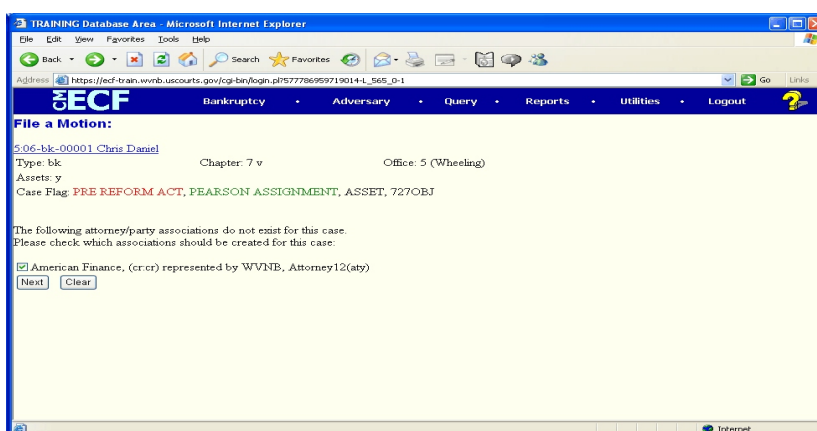 TRAINING Database Area - Microsoft Internet Explorer
File Edit View Favorites Tools Help
Back Search Favorites
Address https://ecf-train.wvnb.uscourts.gov/cgi-bin/login.pl?577786959719014-L_565_0-1 Go Links
CM ECF Bankruptcy • Adversary • Query • Reports • Utilities • Logout ?
File a Motion:
5:06-bk-00001 Chris Daniel
Type: bk Chapter: 7 v Office: 5 (Wheeling)
Assets: y
Case Flag: PRE REFORM ACT, PEARSON ASSIGNMENT, ASSET, 727OBJ
The following attorney/party associations do not exist for this case.
Please check which associations should be created for this case:
American Finance, (cr:cr) represented by WVNB, Attorney12(aty)
Next Clear
Internet